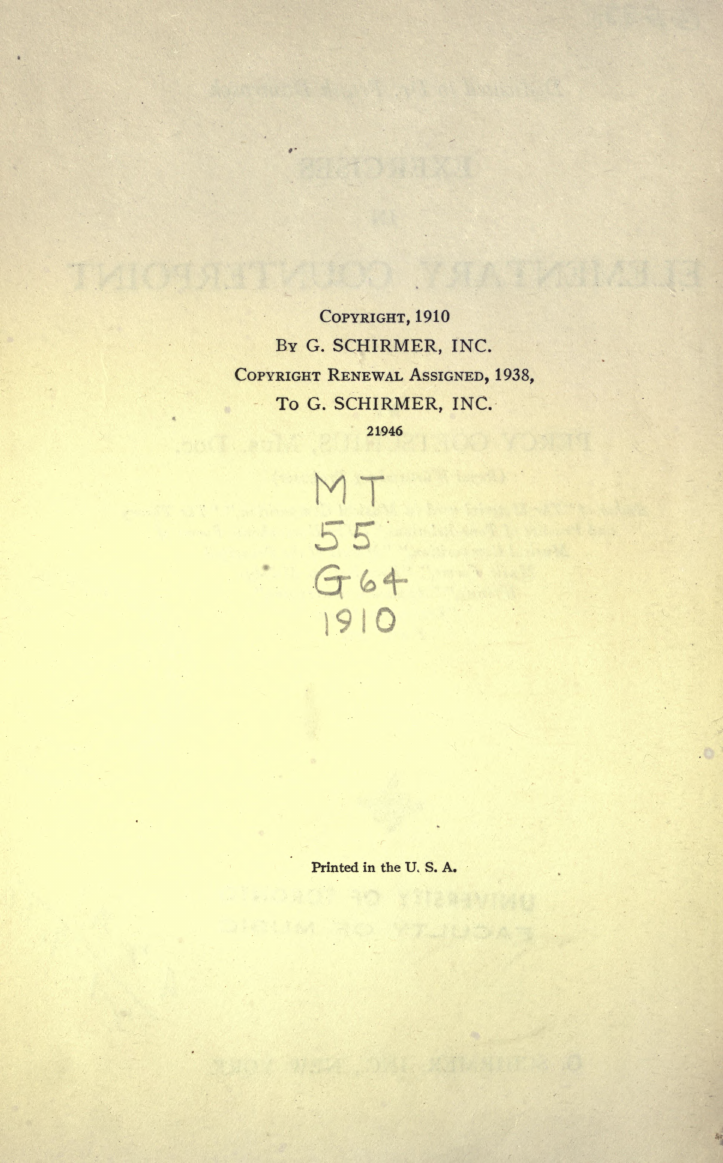 COPYRIGHT, 1910
BY G. SCHIRMER, INC.
COPYRIGHT RENEWAL ASSIGNED, 1938,
TO G. SCHIRMER, INC.
21946
MT
55
G64
1910
Printed in the U. S. A.